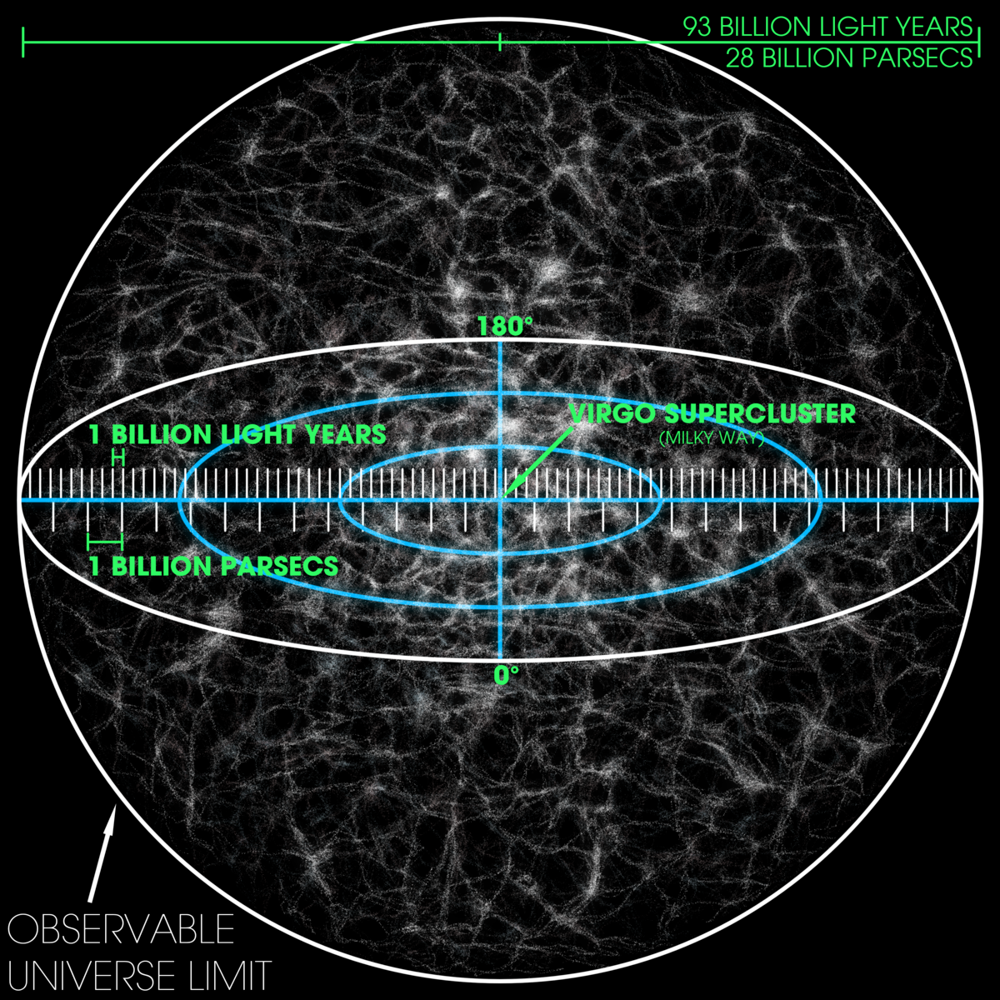 93 BILLION LIGHT YEARS
28 BILLION PARSECS
180°
VIRGO SUPERCLUSTER
(MILKY WAY)
1 BILLION LIGHT YEARS
1 BILLION PARSECS
0°
OBSERVABLE
UNIVERSE LIMIT